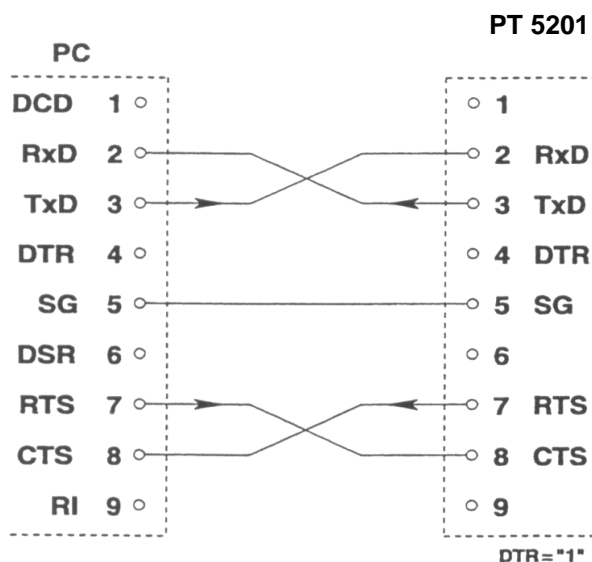 PT 5201
PC
DCD 1 1
RxD 2 2 RxD
TxD 3 3 TxD
DTR 4 4 DTR
SG 5 5 SG
DSR 6 6
RTS 7 7 RTS
CTS 8 8 CTS
RI 9 9
DTR="1"